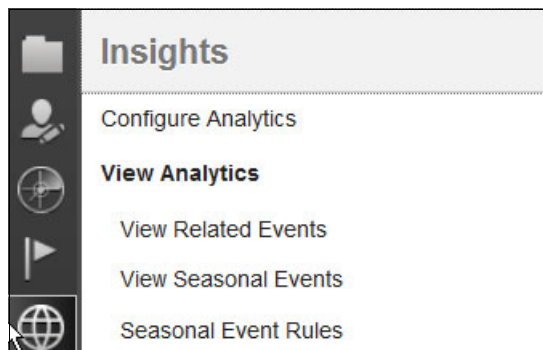 Insights
Configure Analytics
View Analytics
View Related Events
View Seasonal Events
Seasonal Event Rules